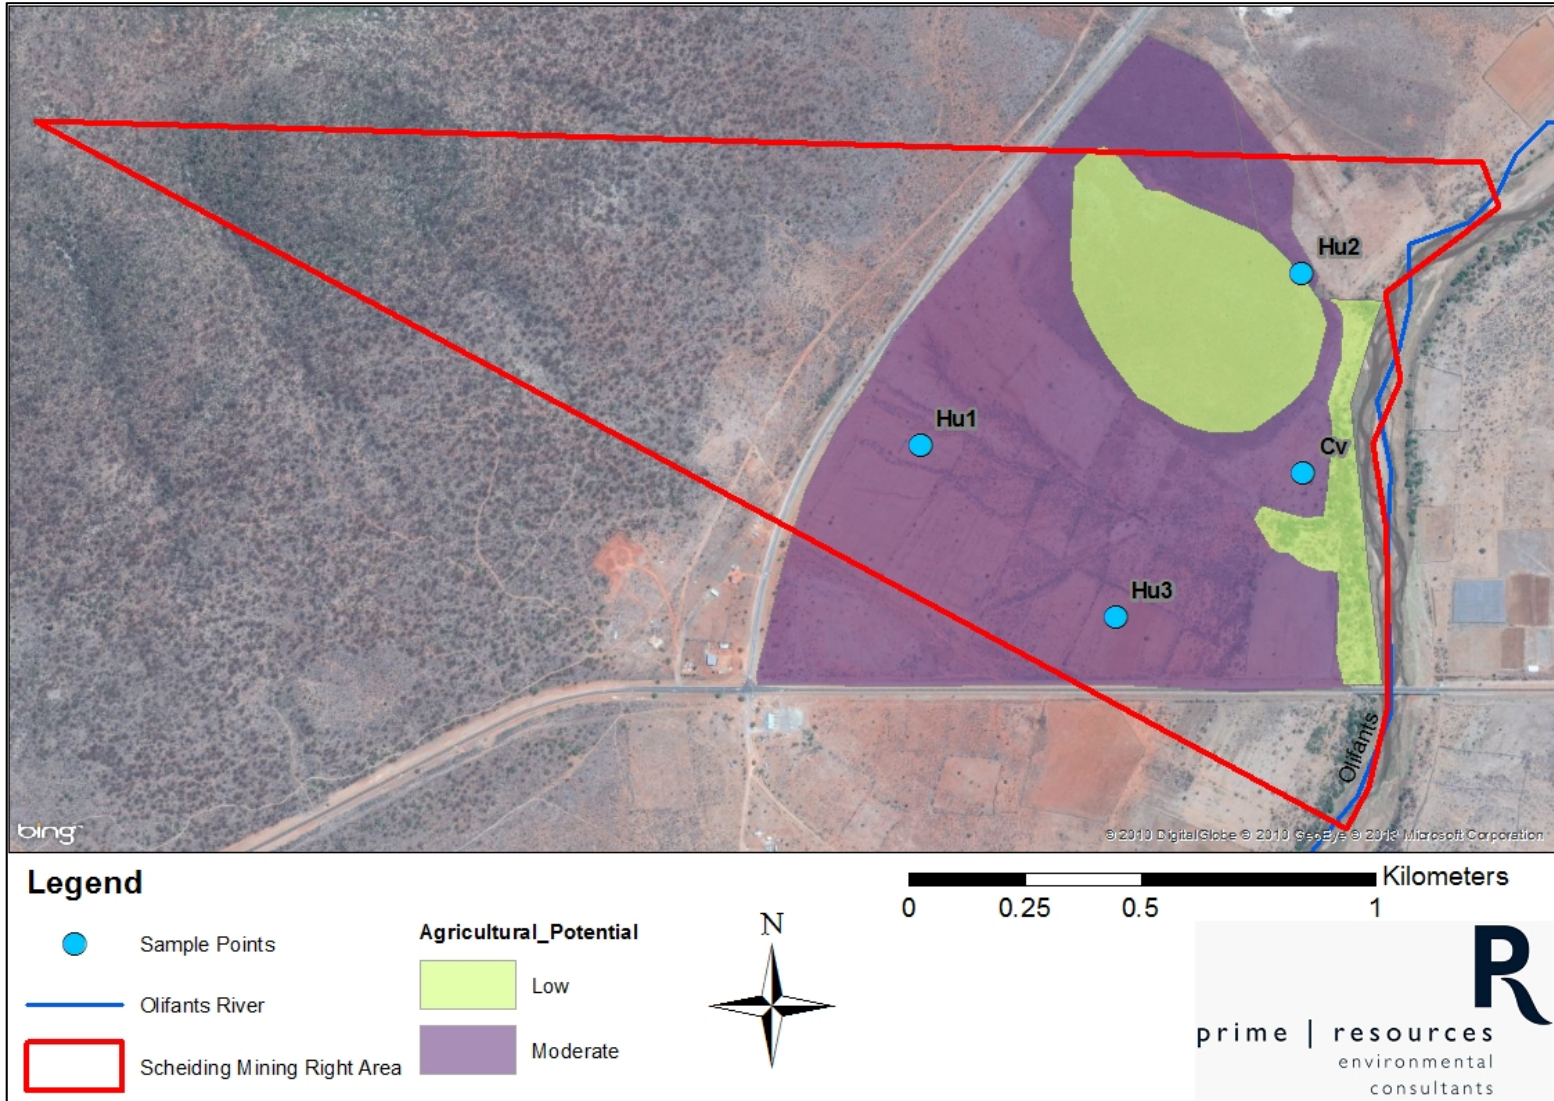 Hu2
Hu1
Cv
Hu3
Olifants
bing
© 2010 DigitalGlobe © 2010 GeoEye © 2013 Microsoft Corporation
Legend
Sample Points
Olifants River
Scheiding Mining Right Area
Agricultural_Potential
Low
Moderate
N
Kilometers
0 0.25 0.5 1
R
prime | resources
environmental
consultants